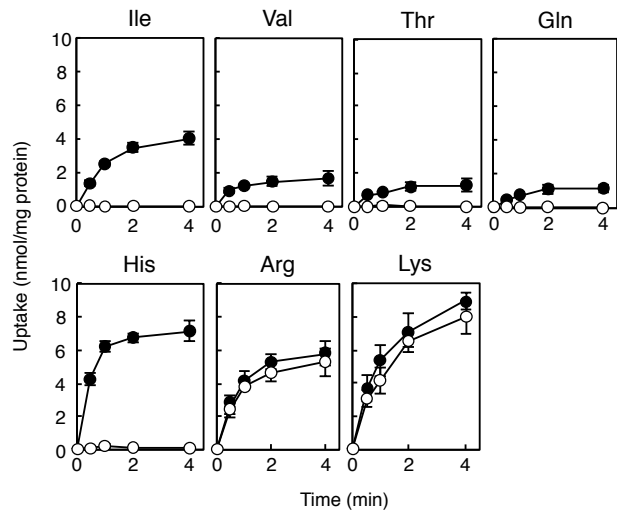 Ile Val Thr Gln
10
8
6
4
2
0
0 2 4 0 2 4 0 2 4 0 2 4
Uptake (nmol/mg protein)
His Arg Lys
10
8
6
4
2
0
0 2 4 0 2 4 0 2 4
Time (min)